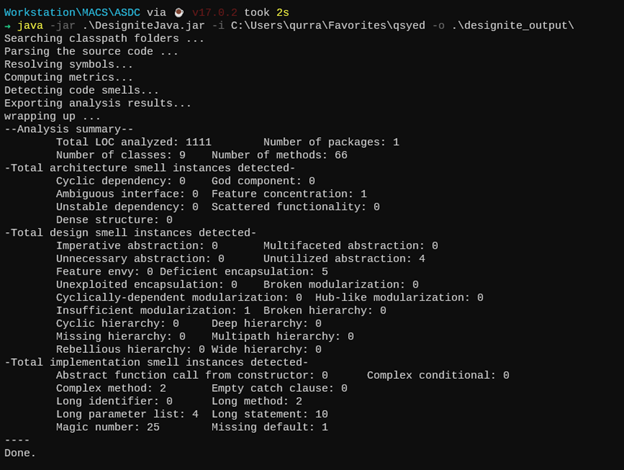 Workstation\MACS\ASDC via ☕ v17.0.2 took 2s
→ java -jar .\DesigniteJava.jar -i C:\Users\qurra\Favorites\qsyed -o .\designite_output\
Searching classpath folders ...
Parsing the source code ...
Resolving symbols...
Computing metrics...
Detecting code smells...
Exporting analysis results...
wrapping up ...
--Analysis summary--
Total LOC analyzed: 1111 Number of packages: 1
Number of classes: 9 Number of methods: 66
-Total architecture smell instances detected-
Cyclic dependency: 0 God component: 0
Ambiguous interface: 0 Feature concentration: 1
Unstable dependency: 0 Scattered functionality: 0
Dense structure: 0
-Total design smell instances detected-
Imperative abstraction: 0 Multifaceted abstraction: 0
Unnecessary abstraction: 0 Unutilized abstraction: 4
Feature envy: 0 Deficient encapsulation: 5
Unexploited encapsulation: 0 Broken modularization: 0
Cyclically-dependent modularization: 0 Hub-like modularization: 0
Insufficient modularization: 1 Broken hierarchy: 0
Cyclic hierarchy: 0 Deep hierarchy: 0
Missing hierarchy: 0 Multipath hierarchy: 0
Rebellious hierarchy: 0 Wide hierarchy: 0
-Total implementation smell instances detected-
Abstract function call from constructor: 0 Complex conditional: 0
Complex method: 2 Empty catch clause: 0
Long identifier: 0 Long method: 2
Long parameter list: 4 Long statement: 10
Magic number: 25 Missing default: 1
----
Done.